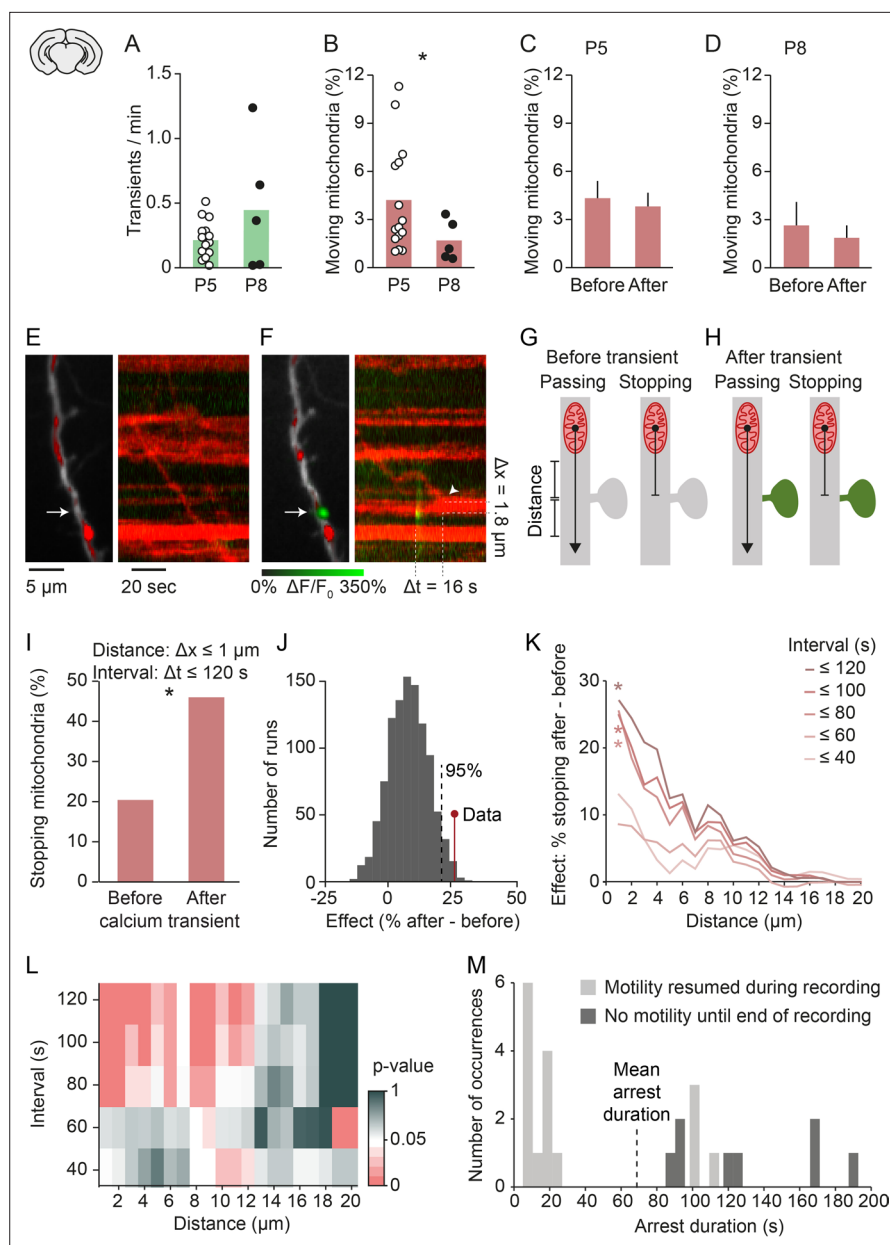 A
B
C
P5
D
P8
Transients / min
1.5
1.0
0.5
0
P5
P8
Moving mitochondria (%)
12
9
6
3
0
*
P5
P8
Moving mitochondria (%)
12
9
6
3
0
Before After
Moving mitochondria (%)
12
9
6
3
0
Before After
E
F
G
H
5 µm
20 sec
0% ΔF/F0 350%
Δt = 16 s
Δx = 1.8 µm
Before transient
Passing Stopping
Distance
After transient
Passing Stopping
I
Distance: Δx ≤ 1 µm
Interval: Δt ≤ 120 s
*
Stopping mitochondria (%)
50
40
30
20
10
0
Before After
calcium transient
J
Number of runs
150
100
50
0
95%
Data
-25 0 25 50
Effect (% after - before)
K
Effect: % stopping after - before
30
20
10
0
*
*
*
Interval (s)
≤ 120
≤ 100
≤ 80
≤ 60
≤ 40
0 2 4 6 8 10 12 14 16 18 20
Distance (µm)
L
Interval (s)
120
100
80
60
40
2 4 6 8 10 12 14 16 18 20
Distance (µm)
p-value
1
0.05
0
M
Number of occurrences
6
4
2
0
Motility resumed during recording
No motility until end of recording
Mean
arrest
duration
0 20 40 60 80 100 120 140 160 180 200
Arrest duration (s)